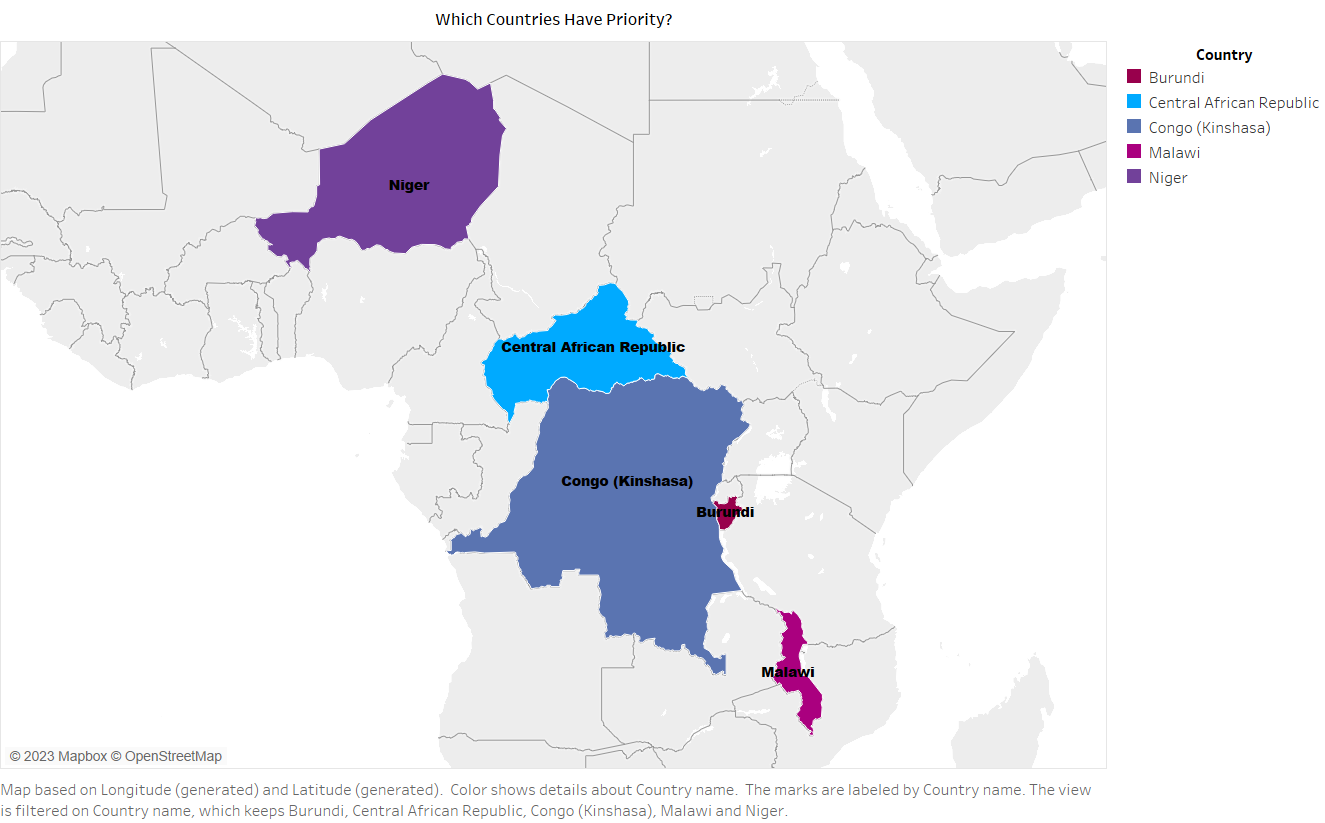 Which Countries Have Priority?
Country
Burundi
Central African Republic
Congo (Kinshasa)
Malawi
Niger
Niger
Central African Republic
Congo (Kinshasa)
Burundi
Malawi
© 2023 Mapbox © OpenStreetMap
Map based on Longitude (generated) and Latitude (generated).  Color shows details about Country name.  The marks are labeled by Country name. The view
is filtered on Country name, which keeps Burundi, Central African Republic, Congo (Kinshasa), Malawi and Niger.